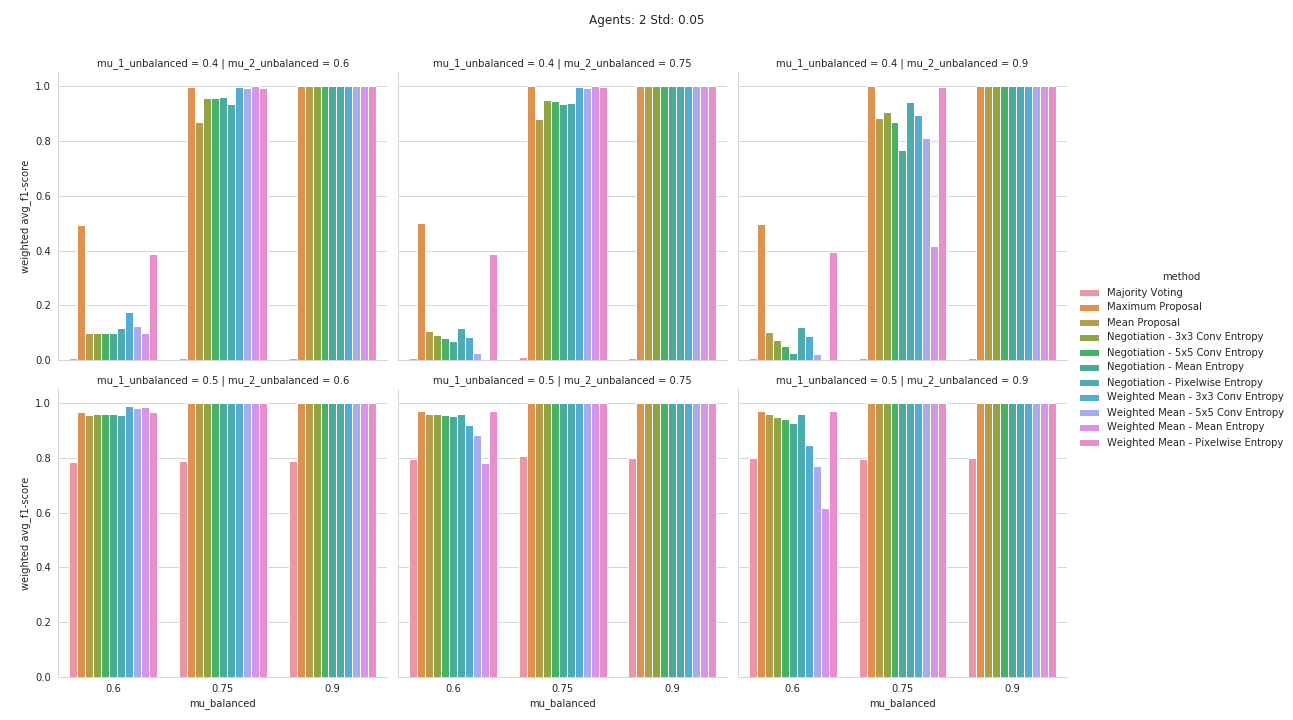 Agents: 2 Std: 0.05
mu_1_unbalanced = 0.4 | mu_2_unbalanced = 0.6
mu_1_unbalanced = 0.4 | mu_2_unbalanced = 0.75
mu_1_unbalanced = 0.4 | mu_2_unbalanced = 0.9
1.0
0.8
0.6
0.4
0.2
0.0
weighted avg_f1-score
mu_1_unbalanced = 0.5 | mu_2_unbalanced = 0.6
mu_1_unbalanced = 0.5 | mu_2_unbalanced = 0.75
mu_1_unbalanced = 0.5 | mu_2_unbalanced = 0.9
1.0
0.8
0.6
0.4
0.2
0.0
weighted avg_f1-score
0.6 0.75 0.9
mu_balanced
0.6 0.75 0.9
mu_balanced
0.6 0.75 0.9
mu_balanced
method
Majority Voting
Maximum Proposal
Mean Proposal
Negotiation - 3x3 Conv Entropy
Negotiation - 5x5 Conv Entropy
Negotiation - Mean Entropy
Negotiation - Pixelwise Entropy
Weighted Mean - 3x3 Conv Entropy
Weighted Mean - 5x5 Conv Entropy
Weighted Mean - Mean Entropy
Weighted Mean - Pixelwise Entropy